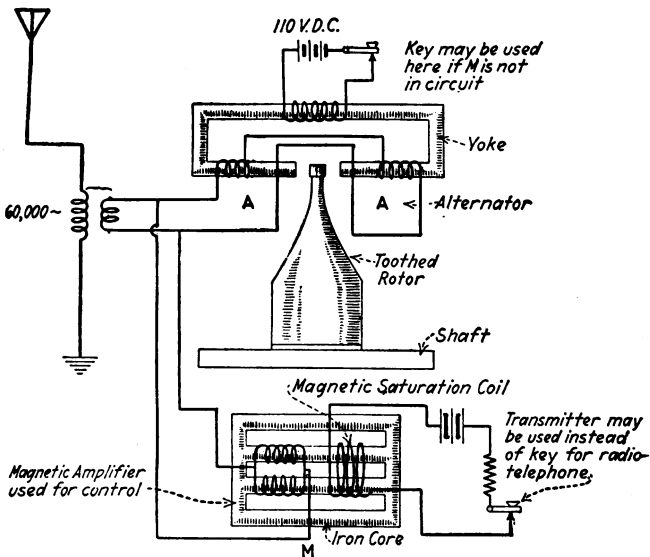 110 V.D.C.
Key may be used
here if M is not
in circuit
Yoke
A
A
Alternator
60,000~
Toothed
Rotor
Shaft
Magnetic Saturation Coil
Transmitter may
be used instead
of key for radio-
telephone.
Magnetic Amplifier
used for control
Iron Core
M